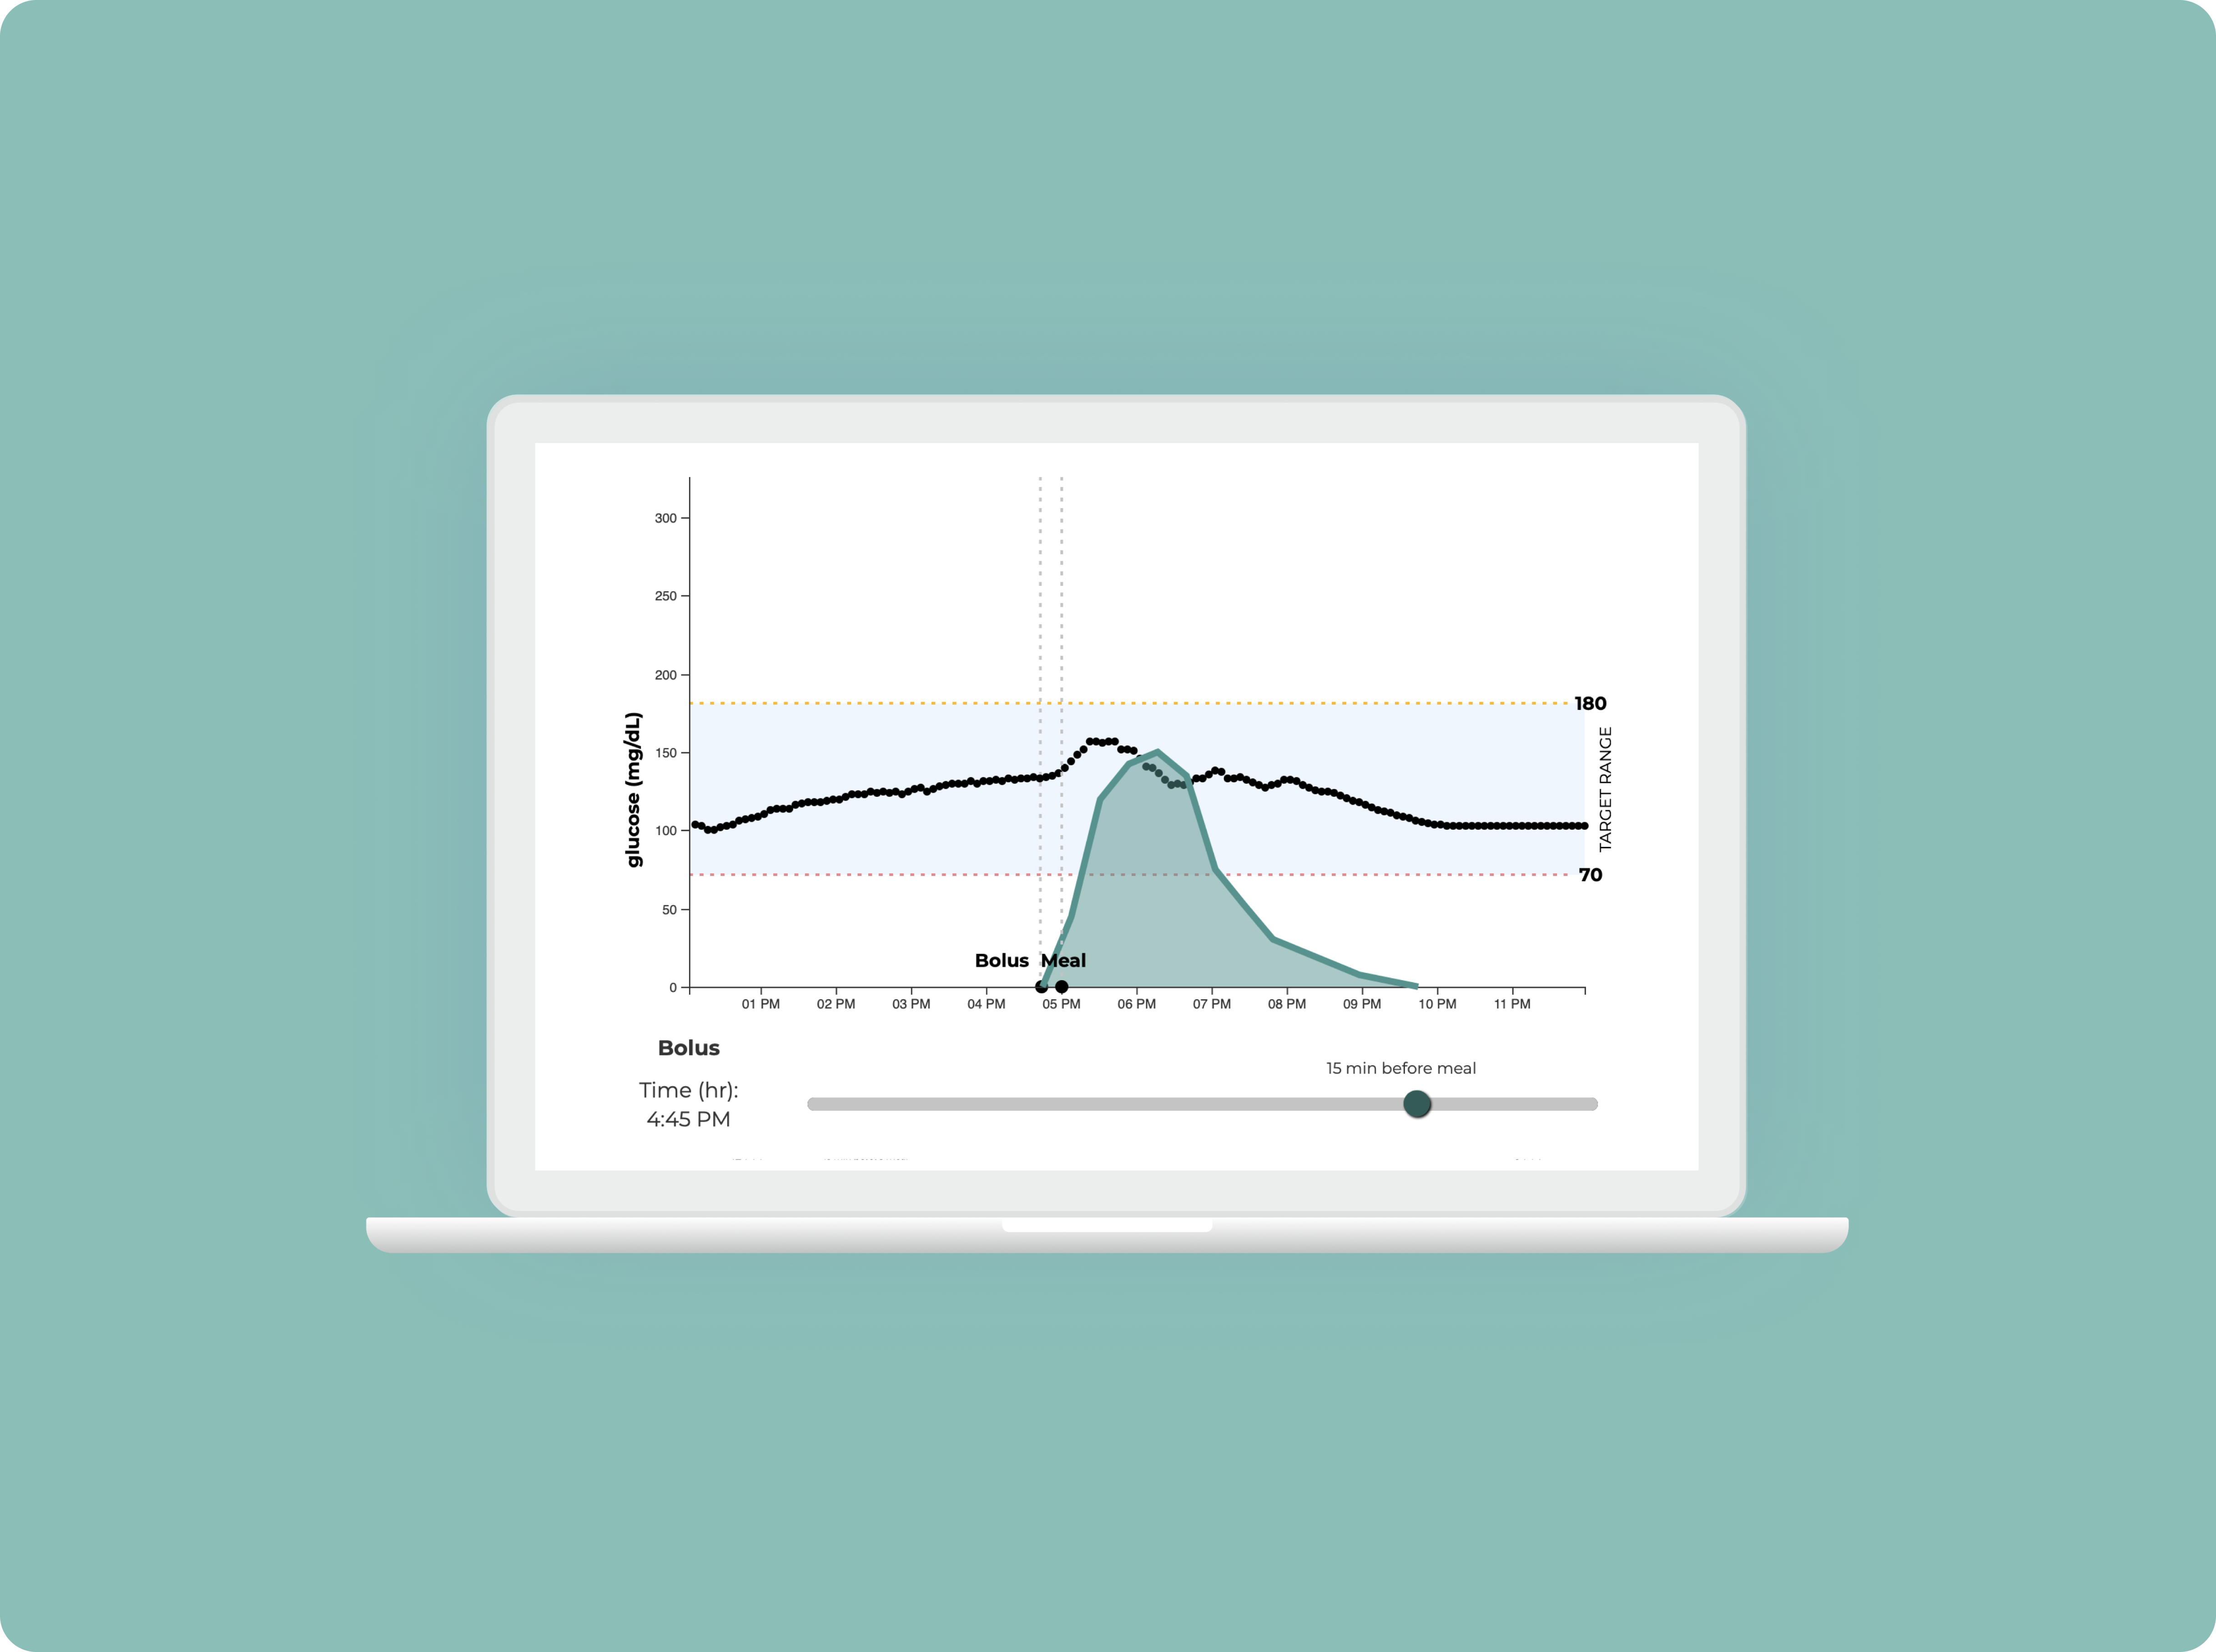 300
250
200
180
glucose (mg/dL)
TARGET RANGE
150
100
70
50
Bolus Meal
0
01 PM 02 PM 03 PM 04 PM 05 PM 06 PM 07 PM 08 PM 09 PM 10 PM 11 PM
Bolus
15 min before meal
Time (hr):
4:45 PM